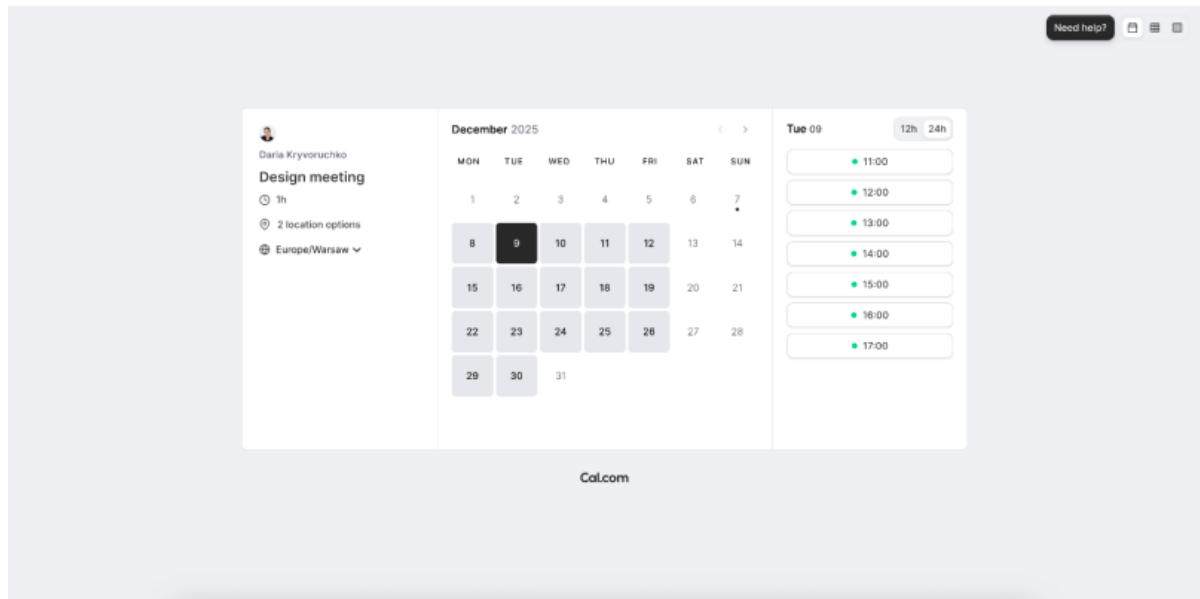 Need help?
Daria Kryvoruchko
Design meeting
1h
2 location options
Europe/Warsaw
December 2025
MON TUE WED THU FRI SAT SUN
1 2 3 4 5 6 7
8 9 10 11 12 13 14
15 16 17 18 19 20 21
22 23 24 25 26 27 28
29 30 31
Tue 09 12h 24h
11:00
12:00
13:00
14:00
15:00
16:00
17:00
Cal.com